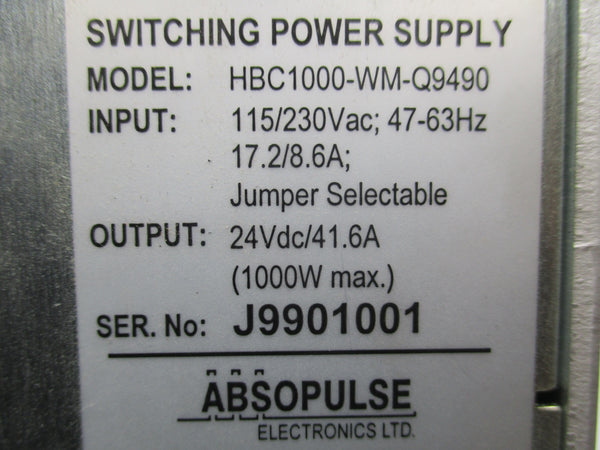 SWITCHING POWER SUPPLY
MODEL: HBC1000-WM-Q9490
INPUT: 115/230Vac; 47-63Hz
17.2/8.6A;
Jumper Selectable
OUTPUT: 24Vdc/41.6A
(1000W max.)
SER. No: J9901001
ABSOPULSE
ELECTRONICS LTD.